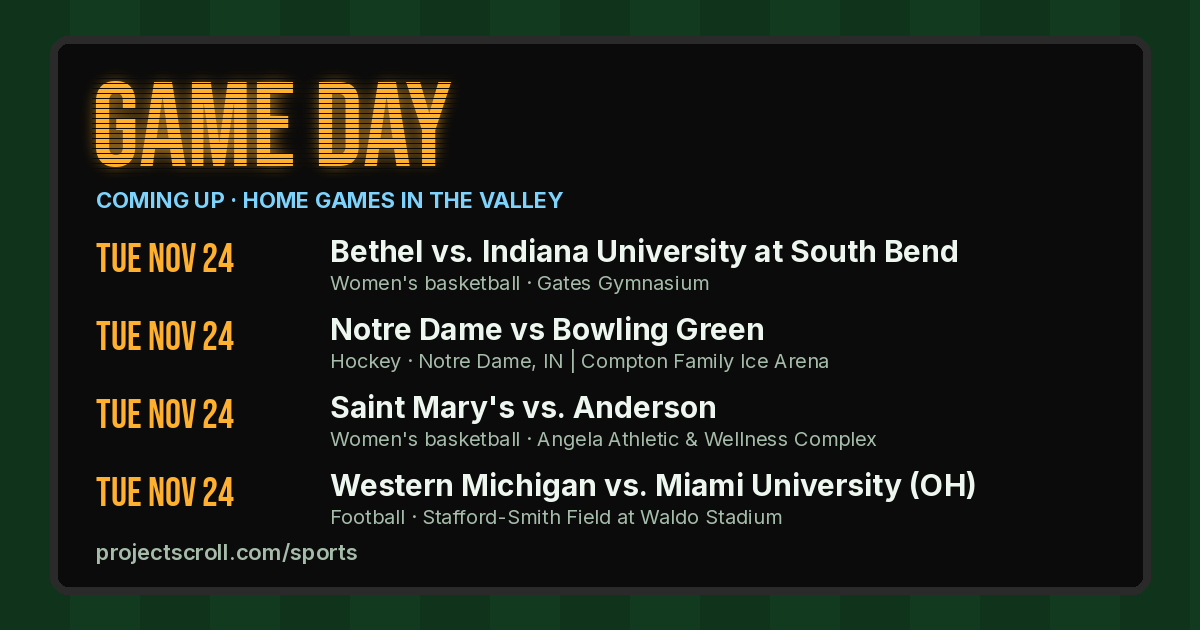 GAME DAY
COMING UP · HOME GAMES IN THE VALLEY
TUE NOV 24
Bethel vs. Indiana University at South Bend
Women's basketball · Gates Gymnasium
TUE NOV 24
Notre Dame vs Bowling Green
Hockey · Notre Dame, IN | Compton Family Ice Arena
TUE NOV 24
Saint Mary's vs. Anderson
Women's basketball · Angela Athletic & Wellness Complex
TUE NOV 24
Western Michigan vs. Miami University (OH)
Football · Stafford-Smith Field at Waldo Stadium
projectscroll.com/sports